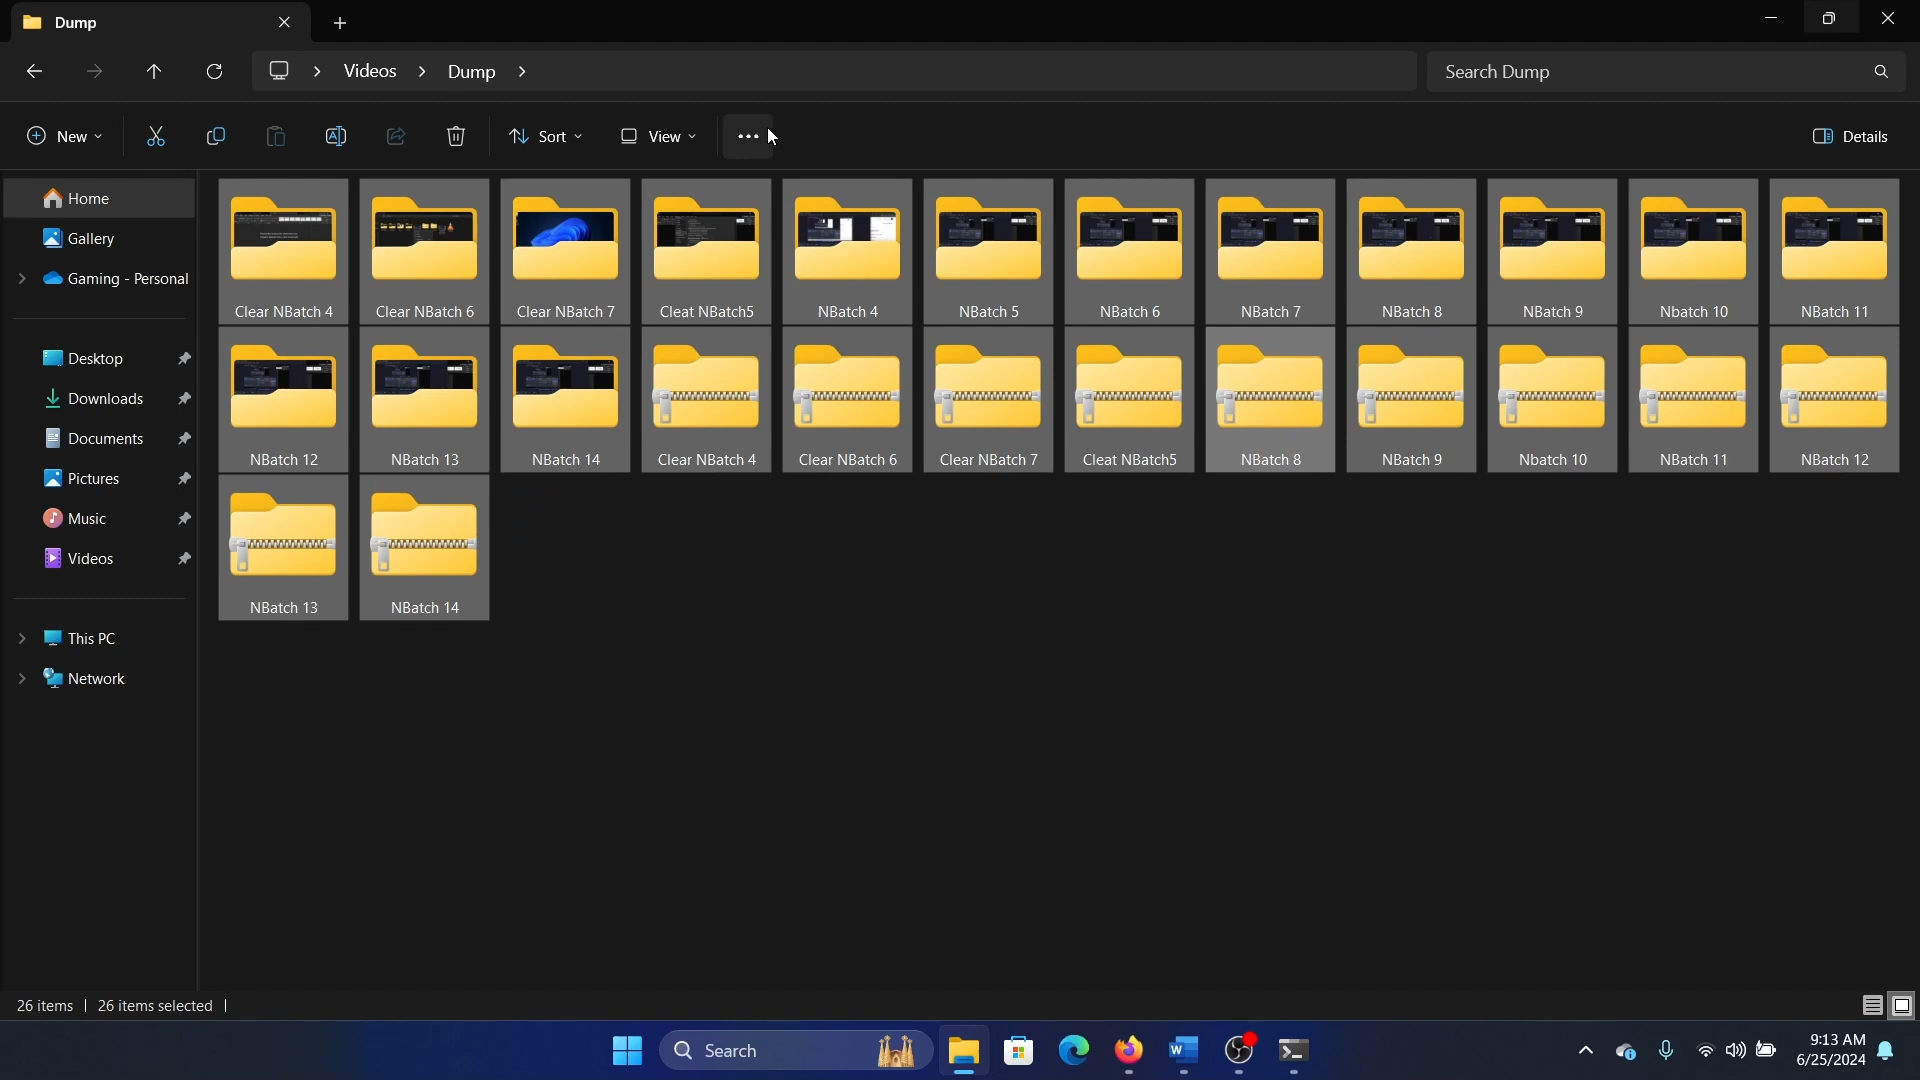 Dump
Videos
Dump
Search Dump
New
Sort
View
Details
Home
Gallery
Gaming - Personal
Desktop
Downloads
Documents
Pictures
Music
Videos
This PC
Network
Clear NBatch 4
Clear NBatch 6
Clear NBatch 7
Cleat NBatch5
NBatch 4
NBatch 5
NBatch 6
NBatch 7
NBatch 8
NBatch 9
Nbatch 10
NBatch 11
NBatch 12
NBatch 13
NBatch 14
Clear NBatch 4
Clear NBatch 6
Clear NBatch 7
Cleat NBatch5
NBatch 8
NBatch 9
Nbatch 10
NBatch 11
NBatch 12
NBatch 13
NBatch 14
26 items
26 items selected
Search
9:13 AM
6/25/2024